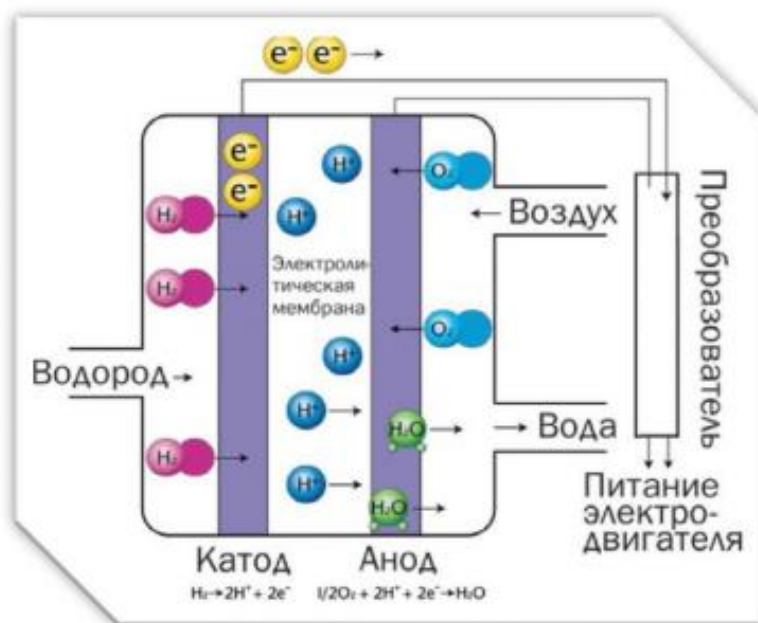 e⁻ e⁻
e⁻
e⁻
H⁺
O₂
H₂
H⁺
Воздух
Электроли-
тическая
мембрана
H₂
O₂
H⁺
Водород
H⁺
H₂O
Вода
H₂
H⁺
H₂O
Преобразователь
Питание
электро-
двигателя
Катод
Анод
H₂→2H⁺ + 2e⁻
1/2O₂ + 2H⁺ + 2e⁻→H₂O